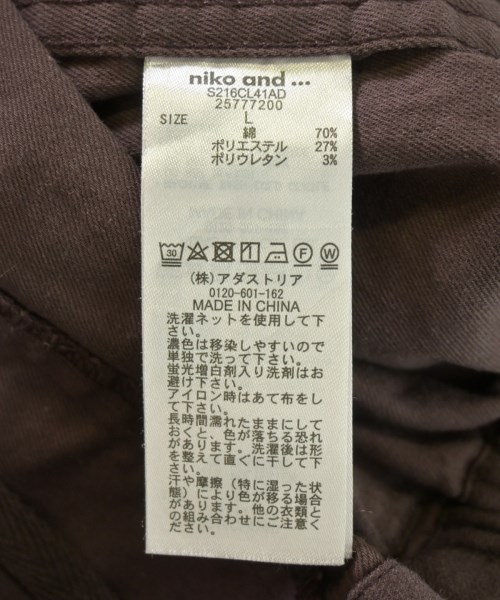 niko and ...
S216CL41AD
25777200
SIZE L
綿 70%
ポリエステル 27%
ポリウレタン 3%
30 F W
(株)アダストリア
0120-601-162
MADE IN CHINA
洗濯ネットを使用して下
さい。
濃色は移染しやすいので
単独で洗って下さい。
蛍光増白剤入り洗剤はお
避け下さい。
アイロン時はあて布をし
て下さい。
長時間濡れたままにして
おくと、色が落ちる恐れ
があります。洗濯後は形
を整えて直ぐに干して下
さい。
汗や摩擦(特に湿った状
態)により色が移る場合
があります。他の衣類と
の組み合わせにご注意く
ださい。